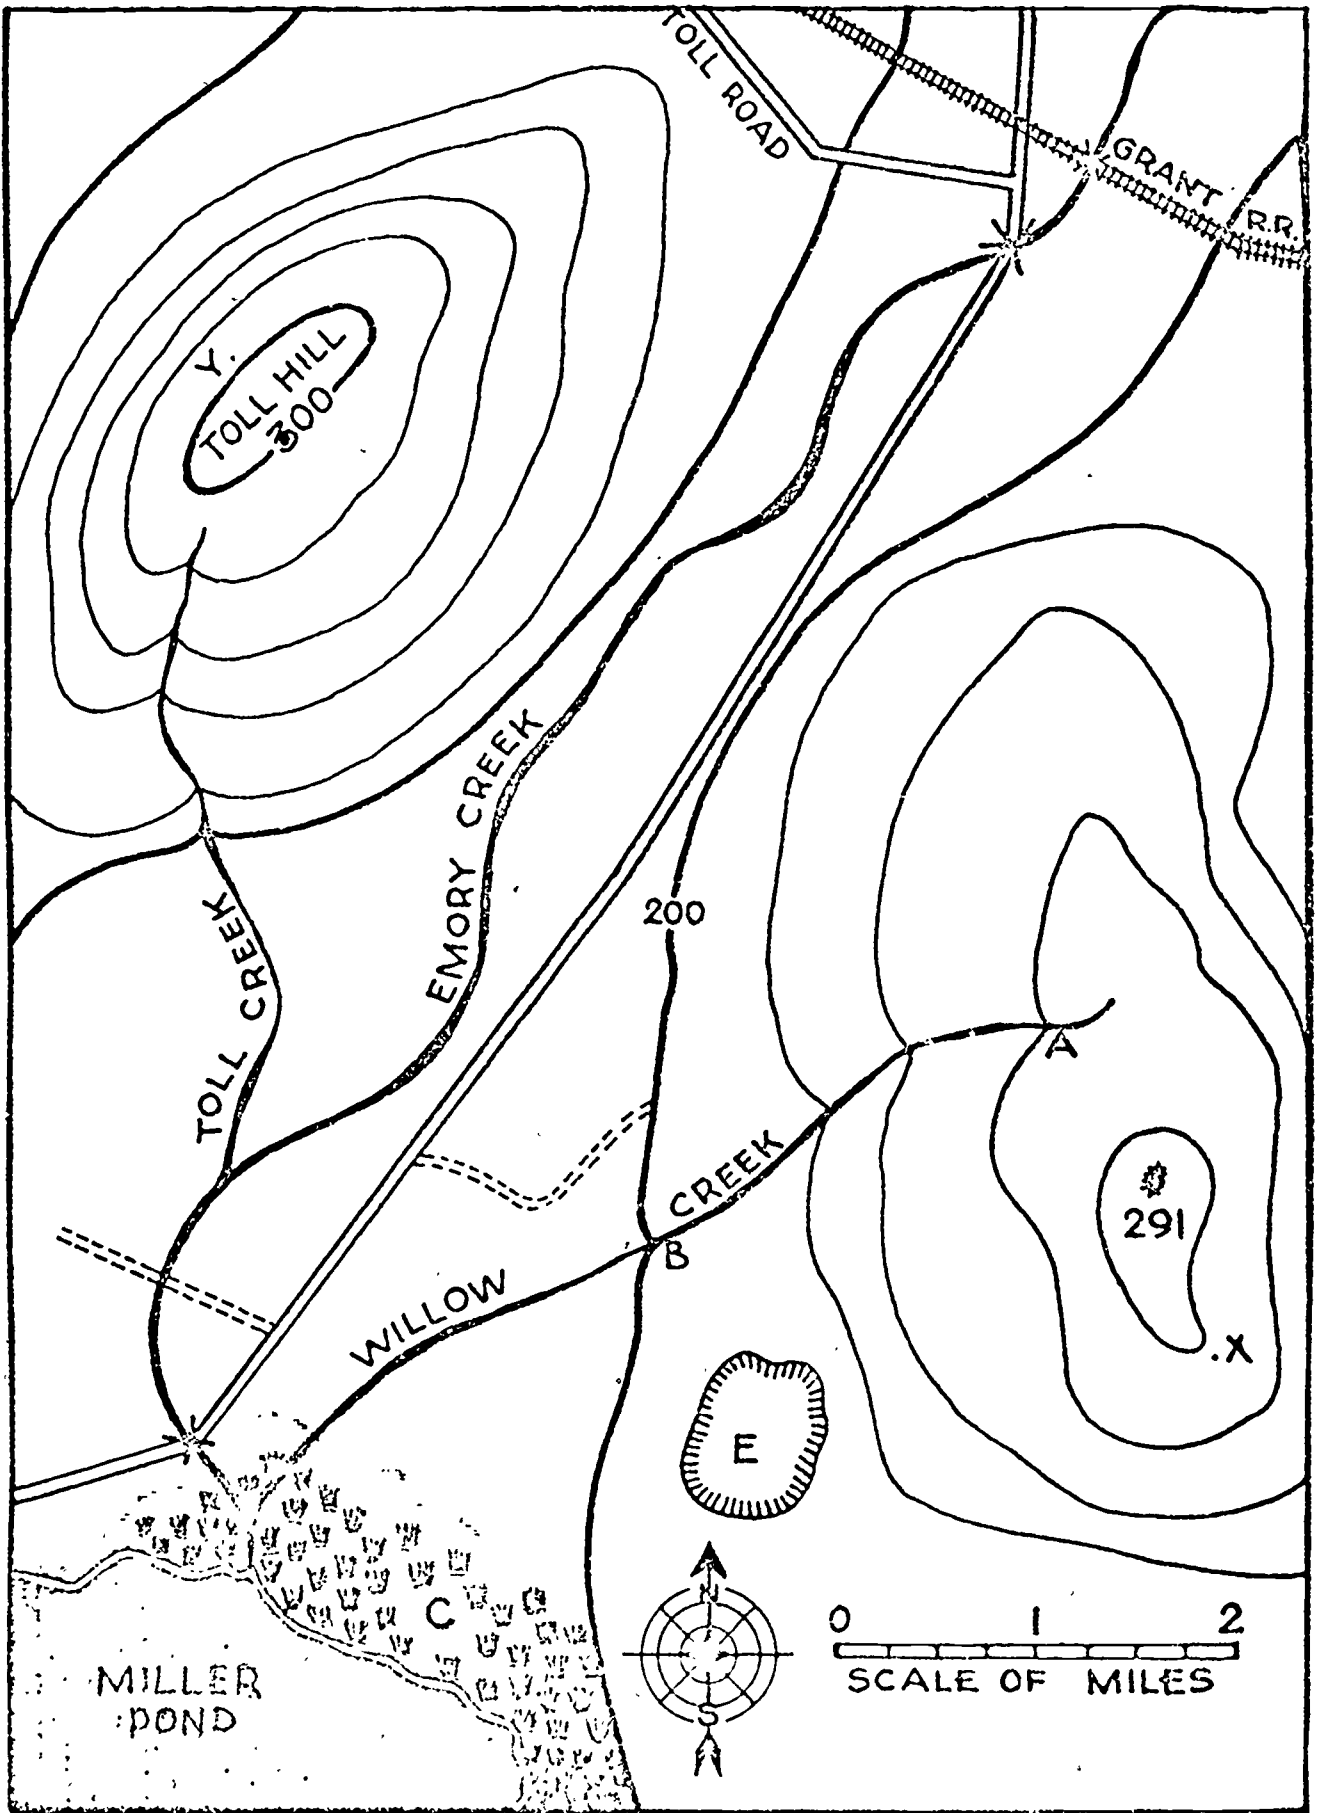 TOLL ROAD
GRANT R.R.
Y.
TOLL HILL
300
EMORY CREEK
TOLL CREEK
200
A
WILLOW CREEK
B
291
.X
E
N
S
0 1 2
SCALE OF MILES
C
MILLER
POND